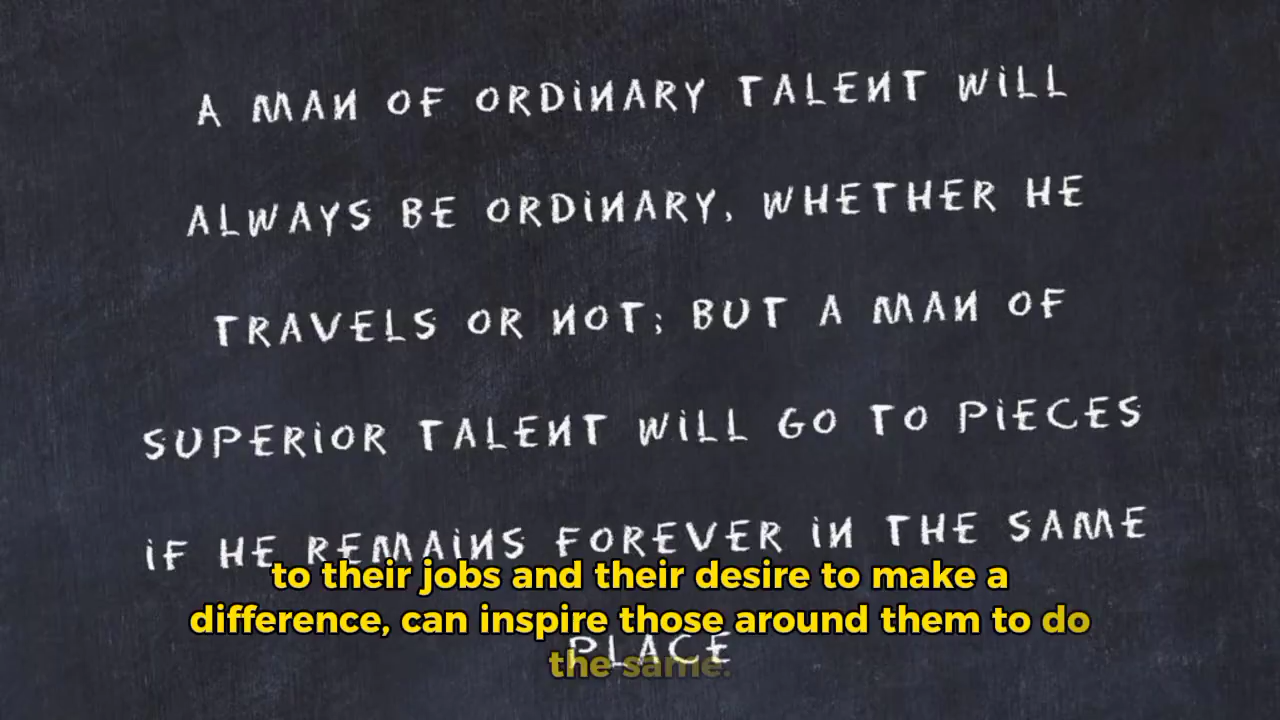 A MAN OF ORDINARY TALENT WILL
ALWAYS BE ORDINARY, WHETHER HE
TRAVELS OR NOT; BUT A MAN OF
SUPERIOR TALENT WILL GO TO PIECES
IF HE REMAINS FOREVER IN THE SAME
to their jobs and their desire to make a
difference, can inspire those around them to do
PLACE
the same.